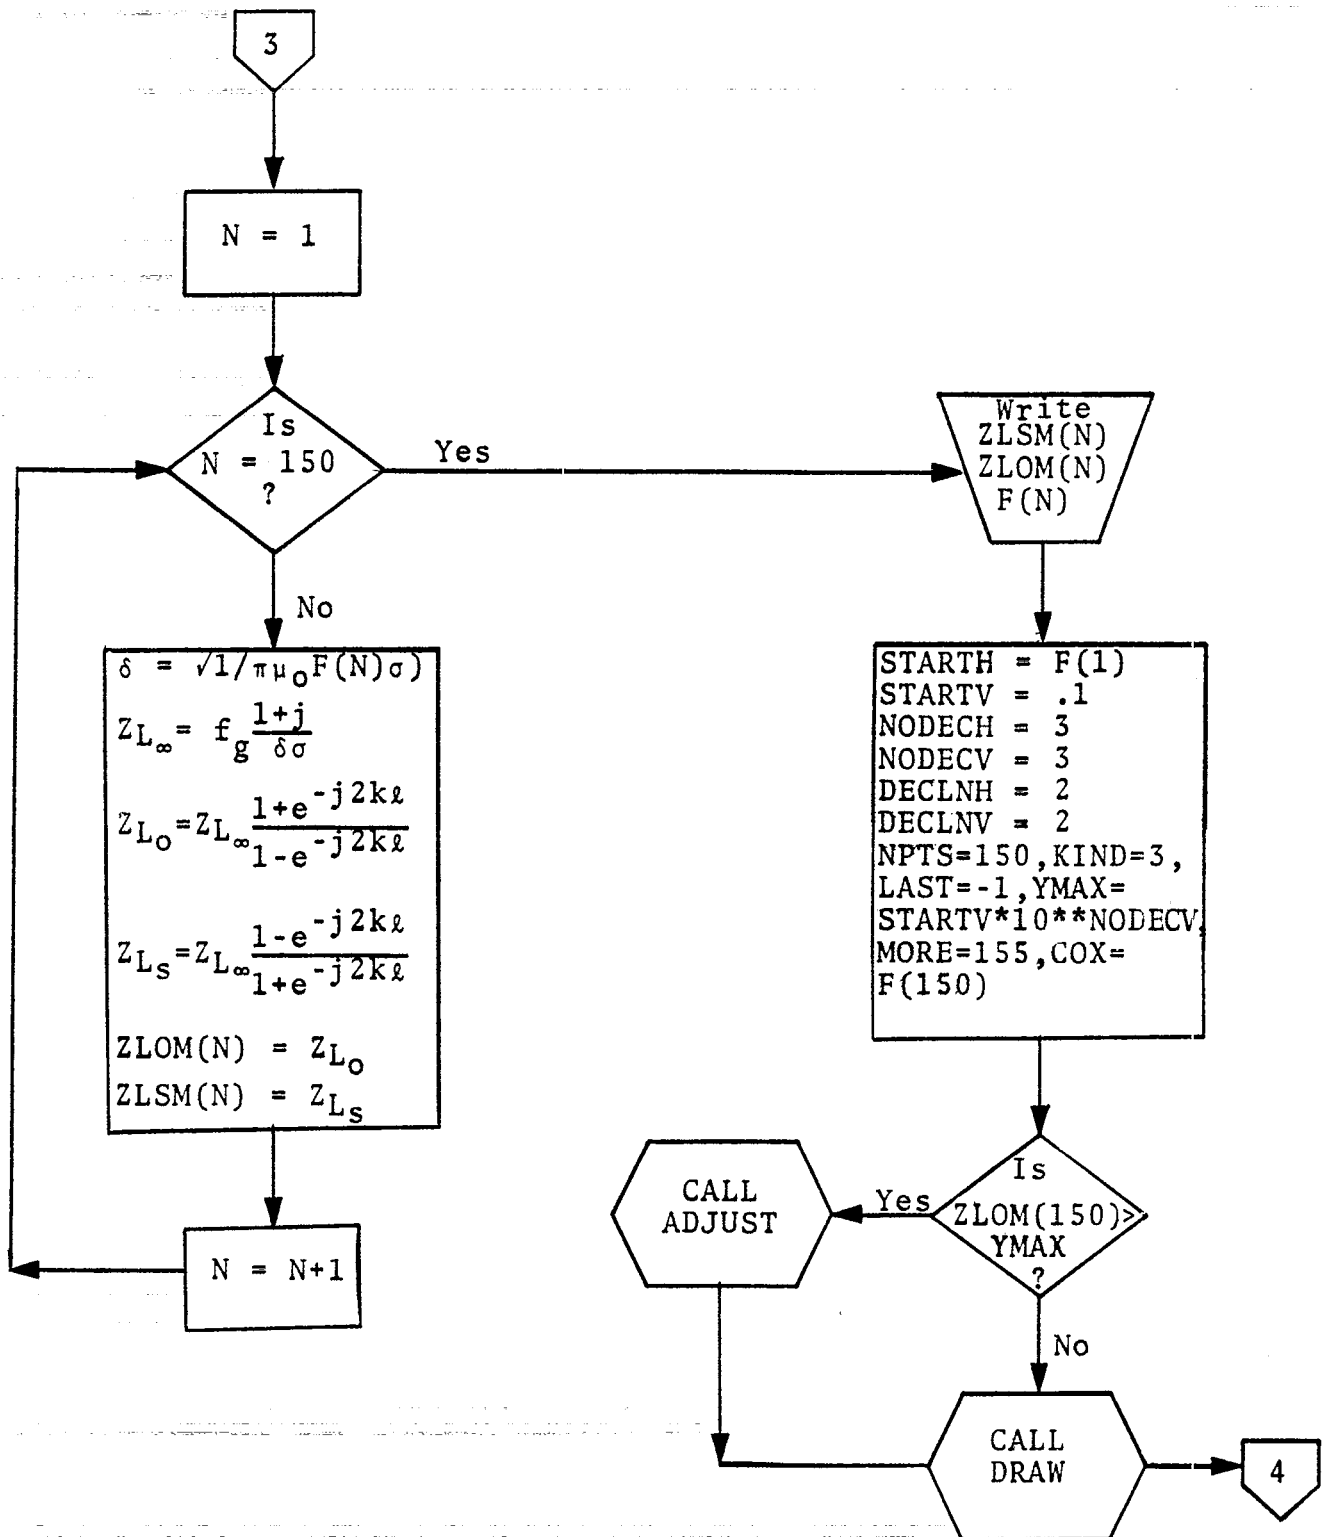 3
N = 1
Is
N = 150
?
Yes
No
δ = √1/πμoF(N)σ)
ZL∞ = fg 1+j
δσ
ZLo=ZL∞ 1+e-j2kℓ
1-e-j2kℓ
ZLs=ZL∞ 1-e-j2kℓ
1+e-j2kℓ
ZLOM(N) = ZLo
ZLSM(N) = ZLs
N = N+1
Write
ZLSM(N)
ZLOM(N)
F(N)
STARTH = F(1)
STARTV = .1
NODECH = 3
NODECV = 3
DECLNH = 2
DECLNV = 2
NPTS=150,KIND=3,
LAST=-1,YMAX=
STARTV*10**NODECV,
MORE=155,COX=
F(150)
Is
ZLOM(150)>
YMAX
?
Yes
CALL
ADJUST
No
CALL
DRAW
4